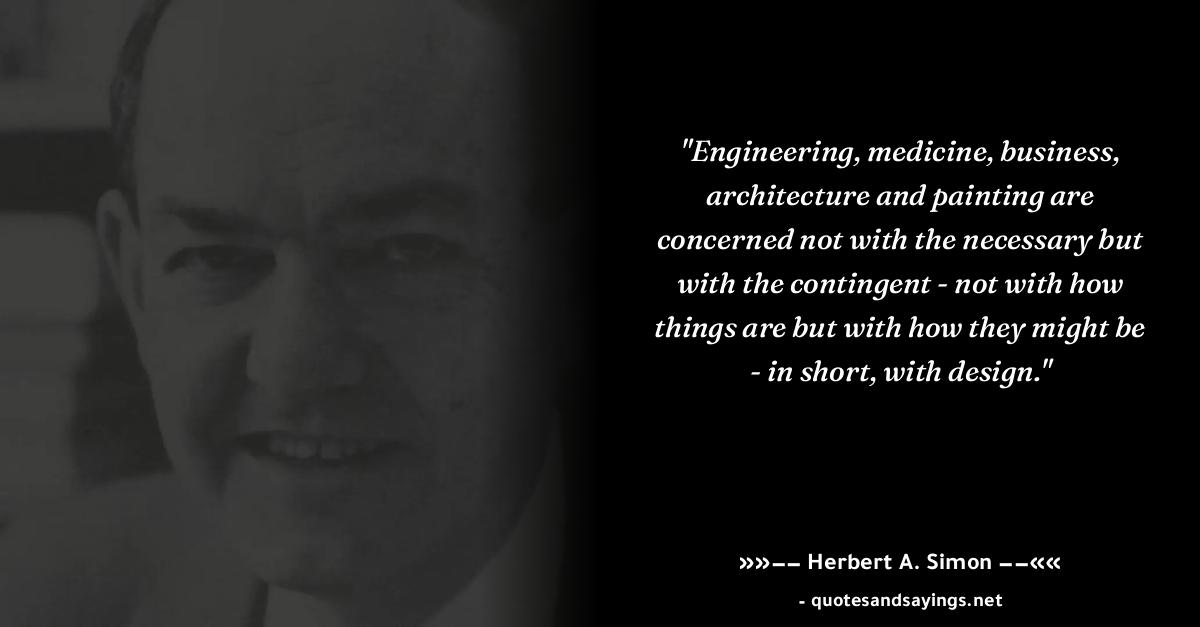 "Engineering, medicine, business,
architecture and painting are
concerned not with the necessary but
with the contingent - not with how
things are but with how they might be
- in short, with design."
»»−− Herbert A. Simon −−««
- quotesandsayings.net